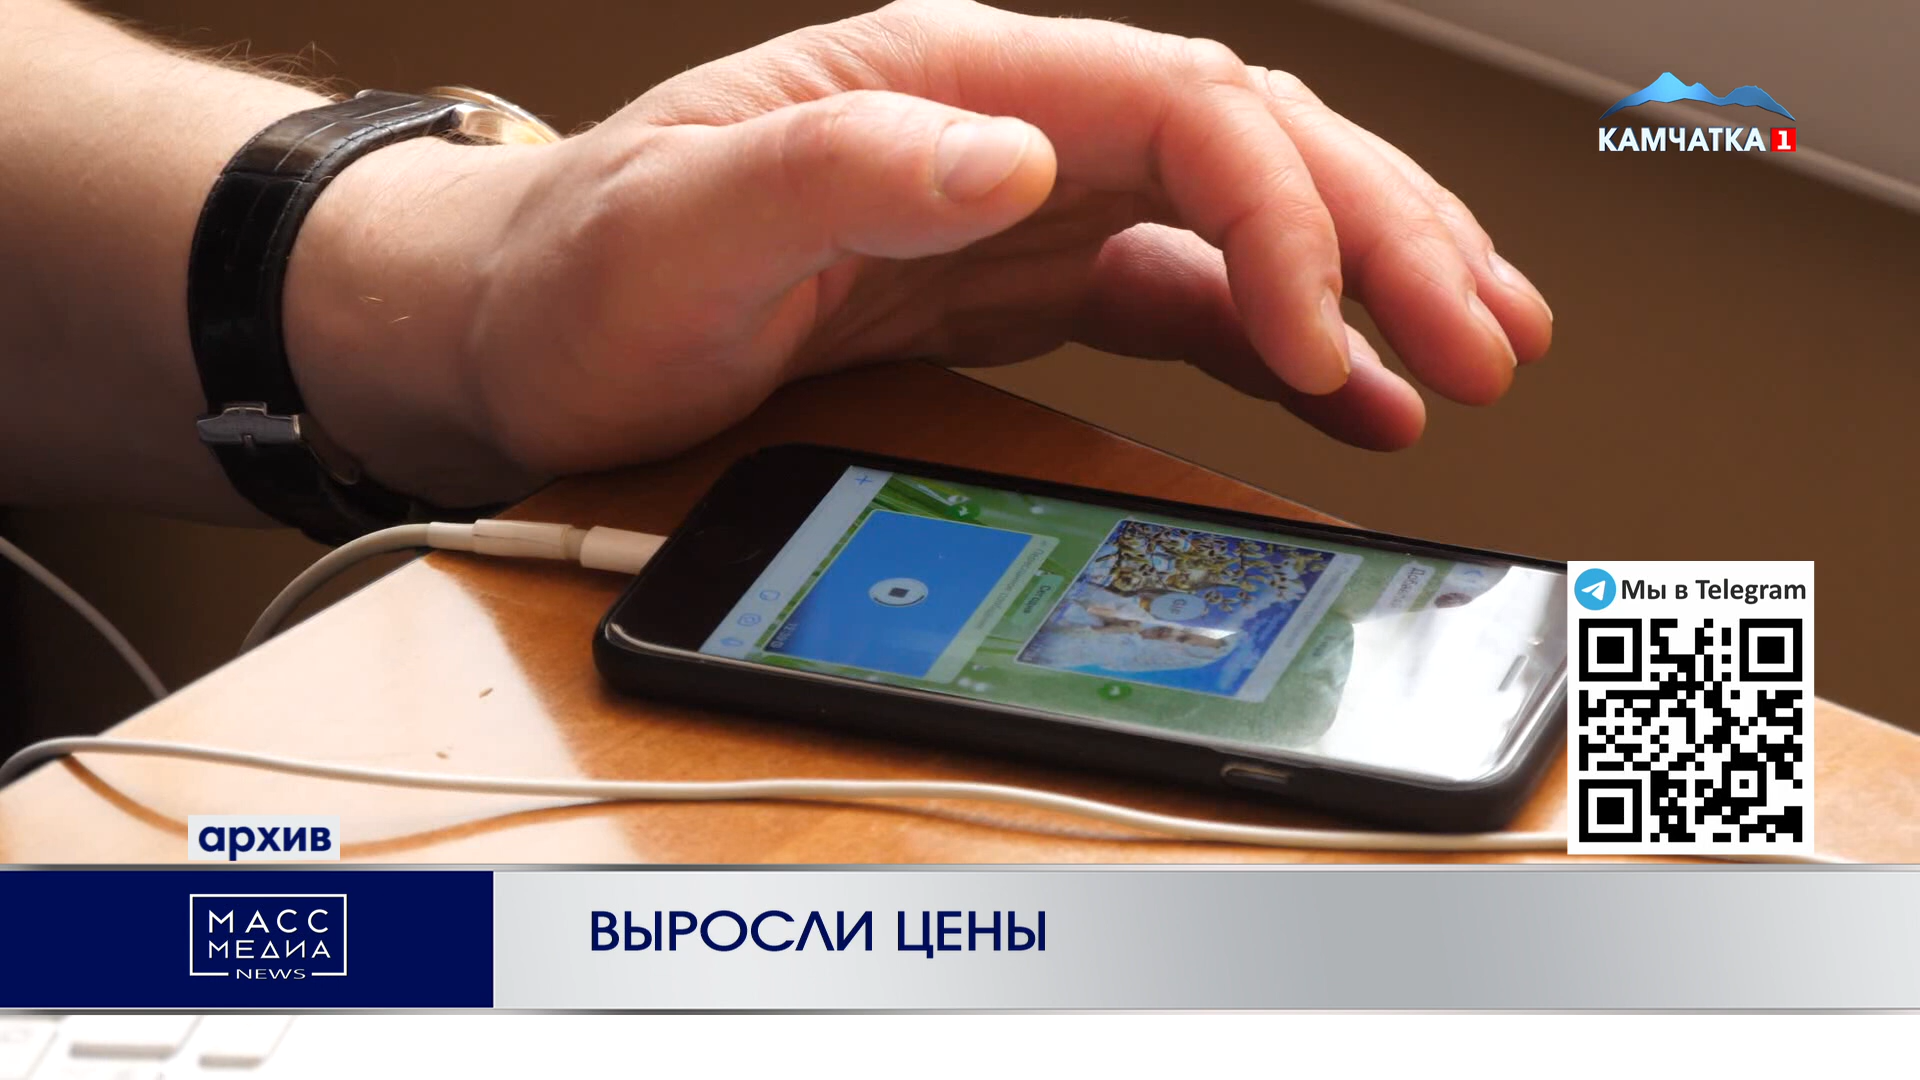 КАМЧАТКА 1
Мы в Telegram
архив
МАСС
МЕДИА
NEWS
ВЫРОСЛИ ЦЕНЫ